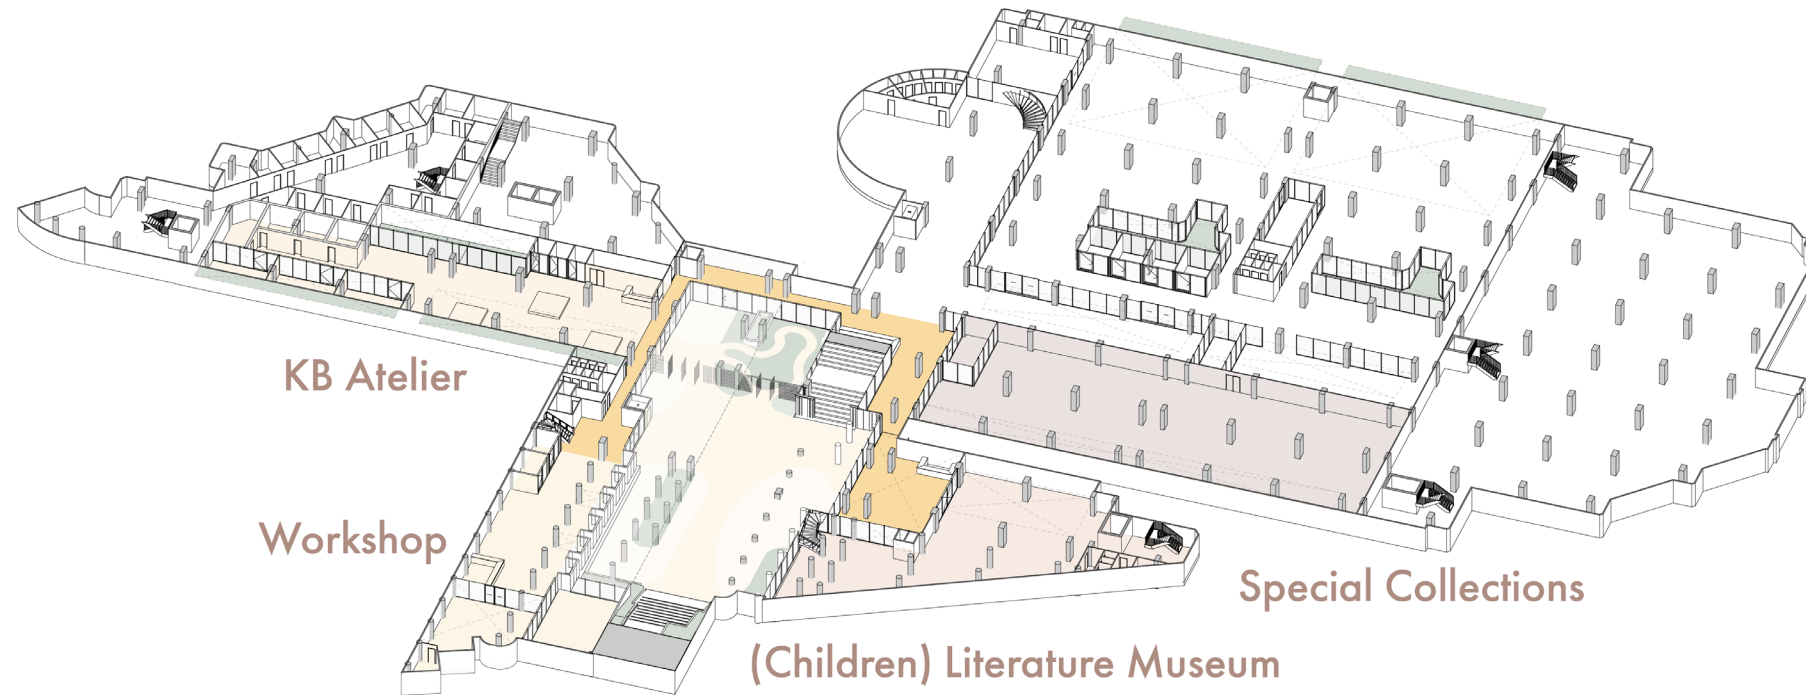 KB Atelier
Workshop
Special Collections
(Children) Literature Museum